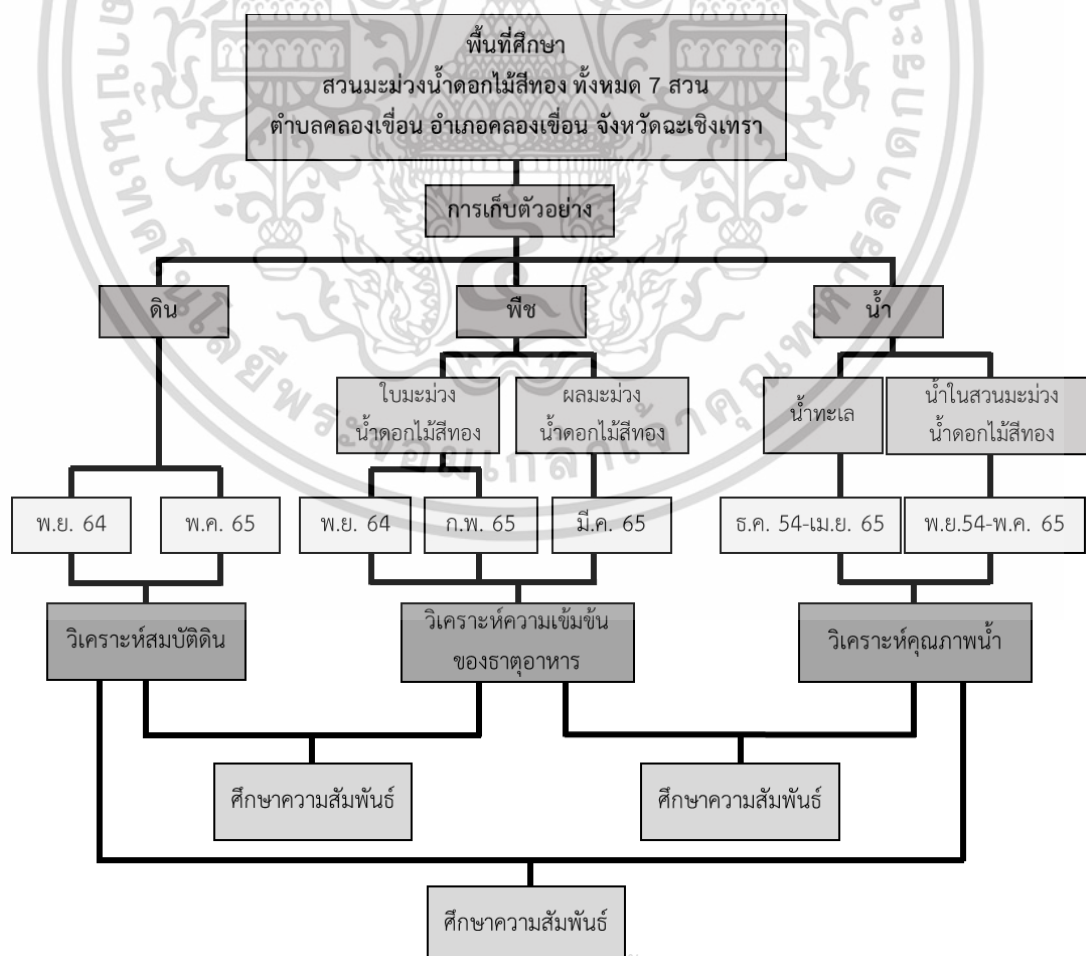 พื้นที่ศึกษา
สวนมะม่วงน้ำดอกไม้สีทอง ทั้งหมด 7 สวน
ตำบลคลองเขื่อน อำเภอคลองเขื่อน จังหวัดฉะเชิงเทรา
การเก็บตัวอย่าง
ดิน
พืช
น้ำ
ใบมะม่วง
น้ำดอกไม้สีทอง
ผลมะม่วง
น้ำดอกไม้สีทอง
น้ำทะเล
น้ำในสวนมะม่วง
น้ำดอกไม้สีทอง
พ.ย. 64
พ.ค. 65
พ.ย. 64
ก.พ. 65
มี.ค. 65
ธ.ค. 54-เม.ย. 65
พ.ย.54-พ.ค. 65
วิเคราะห์สมบัติดิน
วิเคราะห์ความเข้มข้น
ของธาตุอาหาร
วิเคราะห์คุณภาพน้ำ
ศึกษาความสัมพันธ์
ศึกษาความสัมพันธ์
ศึกษาความสัมพันธ์